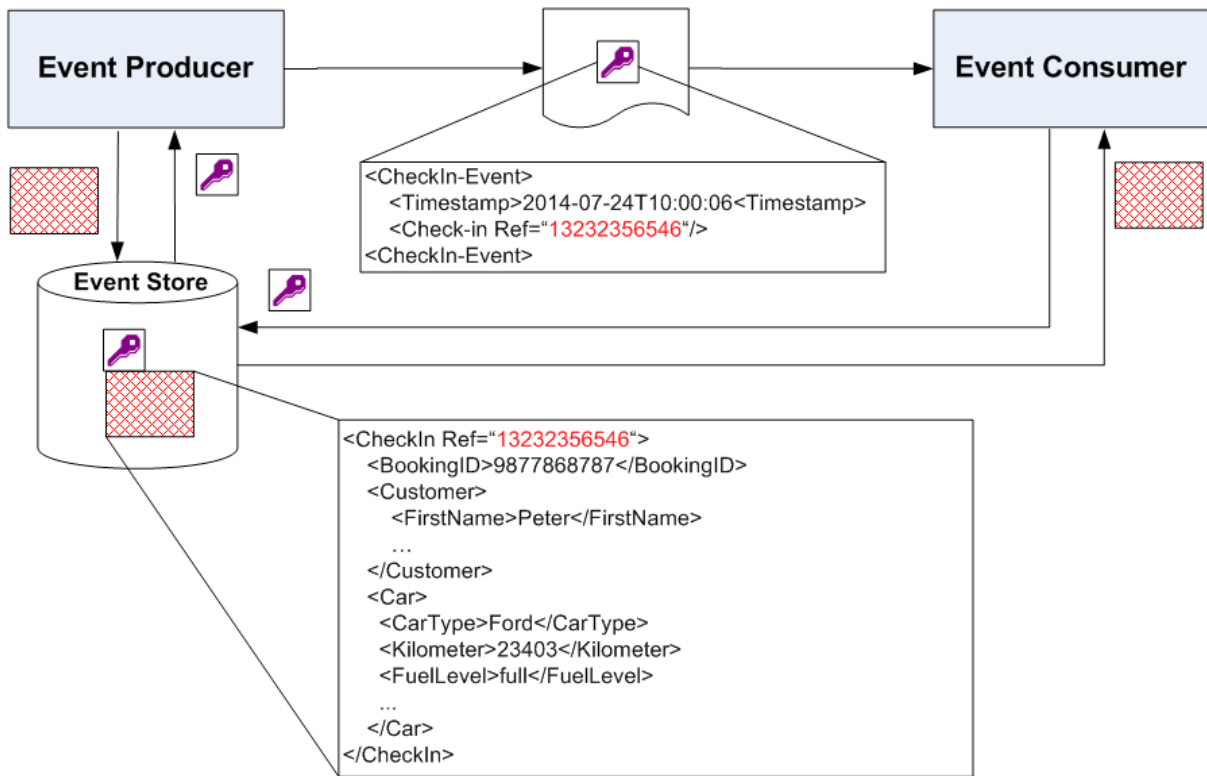 Event Producer
Event Consumer
<CheckIn-Event>
<Timestamp>2014-07-24T10:00:06<Timestamp>
<Check-in Ref=“13232356546“/>
<CheckIn-Event>
Event Store
<CheckIn Ref=“13232356546“>
<BookingID>9877868787</BookingID>
<Customer>
<FirstName>Peter</FirstName>
...
</Customer>
<Car>
<CarType>Ford</CarType>
<Kilometer>23403</Kilometer>
<FuelLevel>full</FuelLevel>
...
</Car>
</CheckIn>